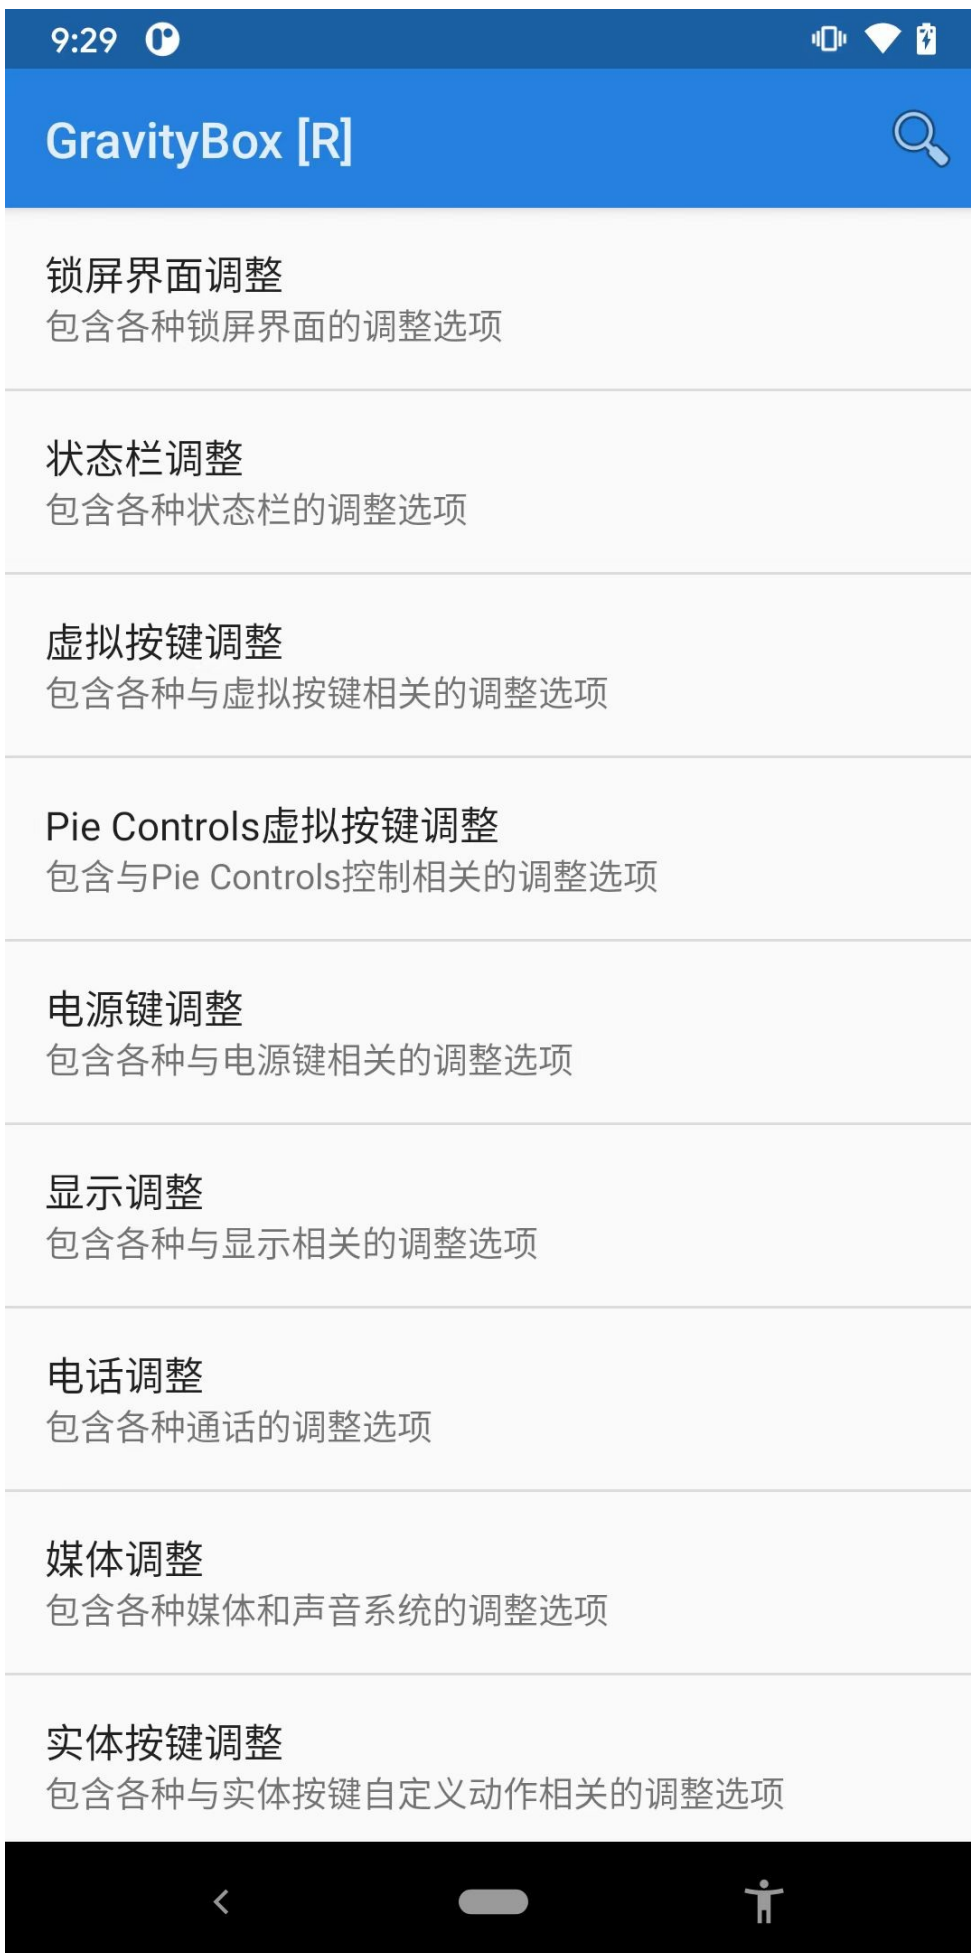 9:29
GravityBox [R]
锁屏界面调整
包含各种锁屏界面的调整选项
状态栏调整
包含各种状态栏的调整选项
虚拟按键调整
包含各种与虚拟按键相关的调整选项
Pie Controls虚拟按键调整
包含与Pie Controls控制相关的调整选项
电源键调整
包含各种与电源键相关的调整选项
显示调整
包含各种与显示相关的调整选项
电话调整
包含各种通话的调整选项
媒体调整
包含各种媒体和声音系统的调整选项
实体按键调整
包含各种与实体按键自定义动作相关的调整选项